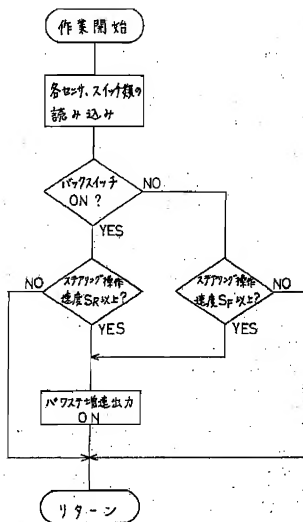 作業開始
各センサ、スイッチ類の
読み込み
バックスイッチ
ON?
NO
YES
ステアリング操作
速度SR以上?
NO
YES
ステアリング操作
速度SF以上?
NO
YES
パワステ増速出力
ON
リターン